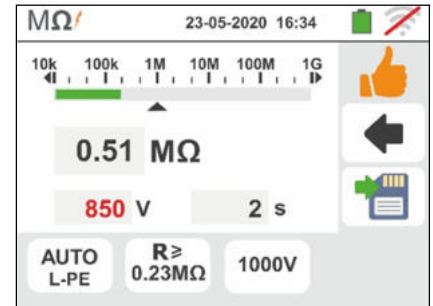 MΩ 23-05-2020 16:34
10k 100k 1M 10M 100M 1G
0.51 MΩ
850 V 2 s
AUTO L-PE
R≥ 0.23MΩ
1000V